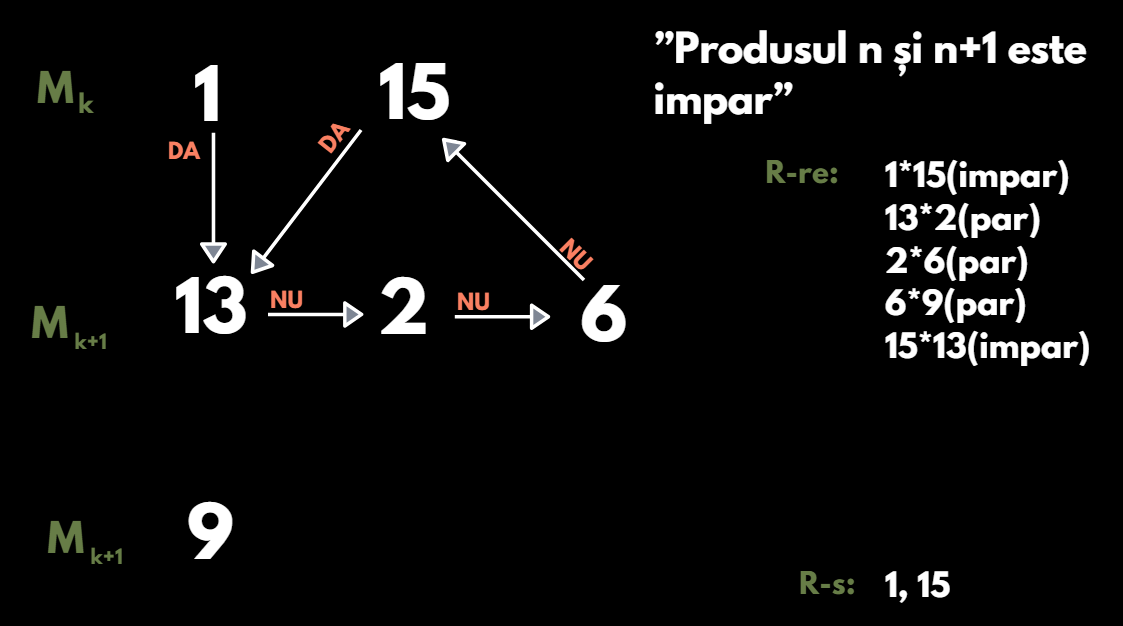 ”Produsul n și n+1 este
impar”
Mk 1 15
DA DA
R-re: 1*15(impar)
13*2(par)
2*6(par)
6*9(par)
15*13(impar)
NU
Mk+1 13 NU 2 NU 6
Mk+1 9
R-s: 1, 15